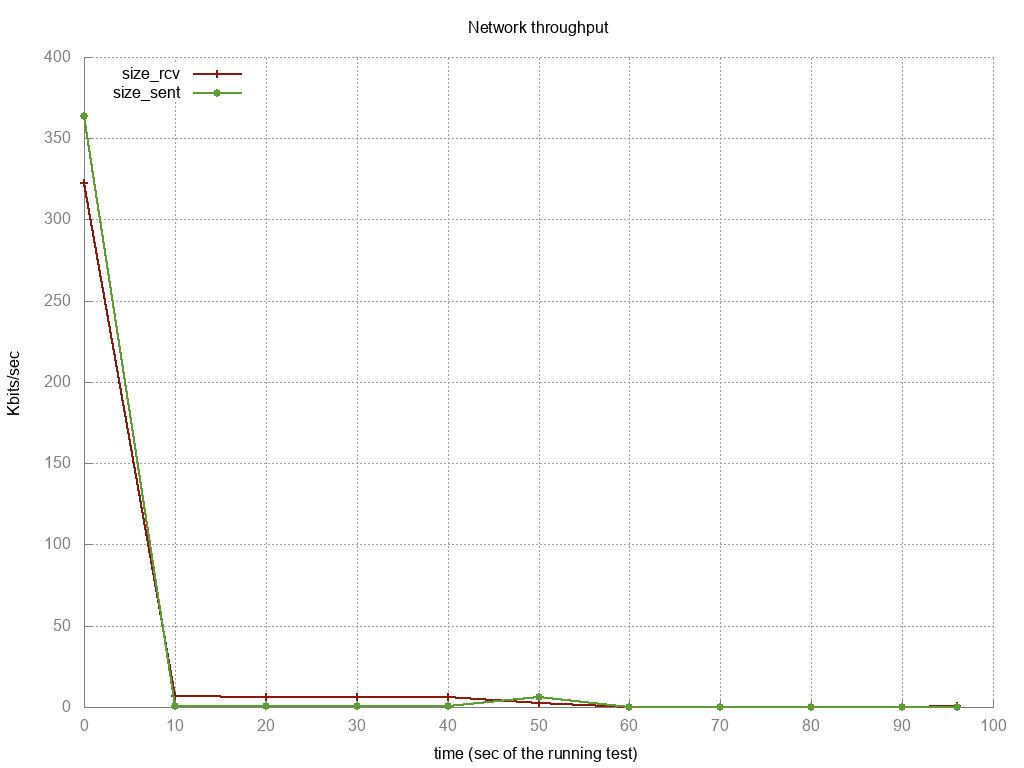 Network throughput
400
350
300
250
200
150
100
50
0
size_rcv
size_sent
Kbits/sec
0 10 20 30 40 50 60 70 80 90 100
time (sec of the running test)